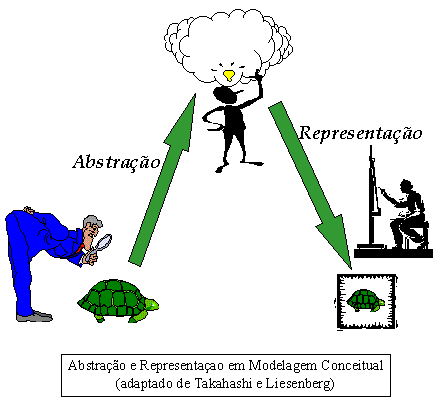 Representação
Abstração
Abstração e Representaçao em Modelagem Conceitual
(adaptado de Takahashi e Liesenberg)